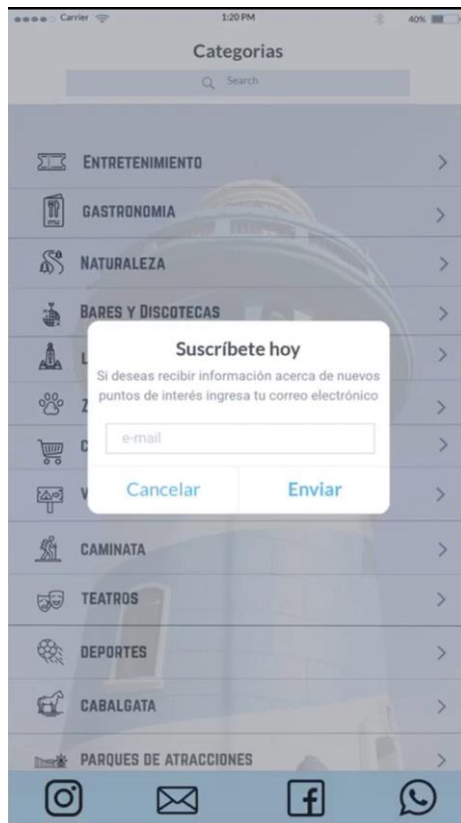 Carrier 1:20 PM 40%
Categorias
Search
ENTRETENIMIENTO
GASTRONOMIA
NATURALEZA
BARES Y DISCOTECAS
L
Z
C
V
Suscríbete hoy
Si deseas recibir información acerca de nuevos
puntos de interés ingresa tu correo electrónico
e-mail
Cancelar Enviar
CAMINATA
TEATROS
DEPORTES
CABALGATA
PARQUES DE ATRACCIONES